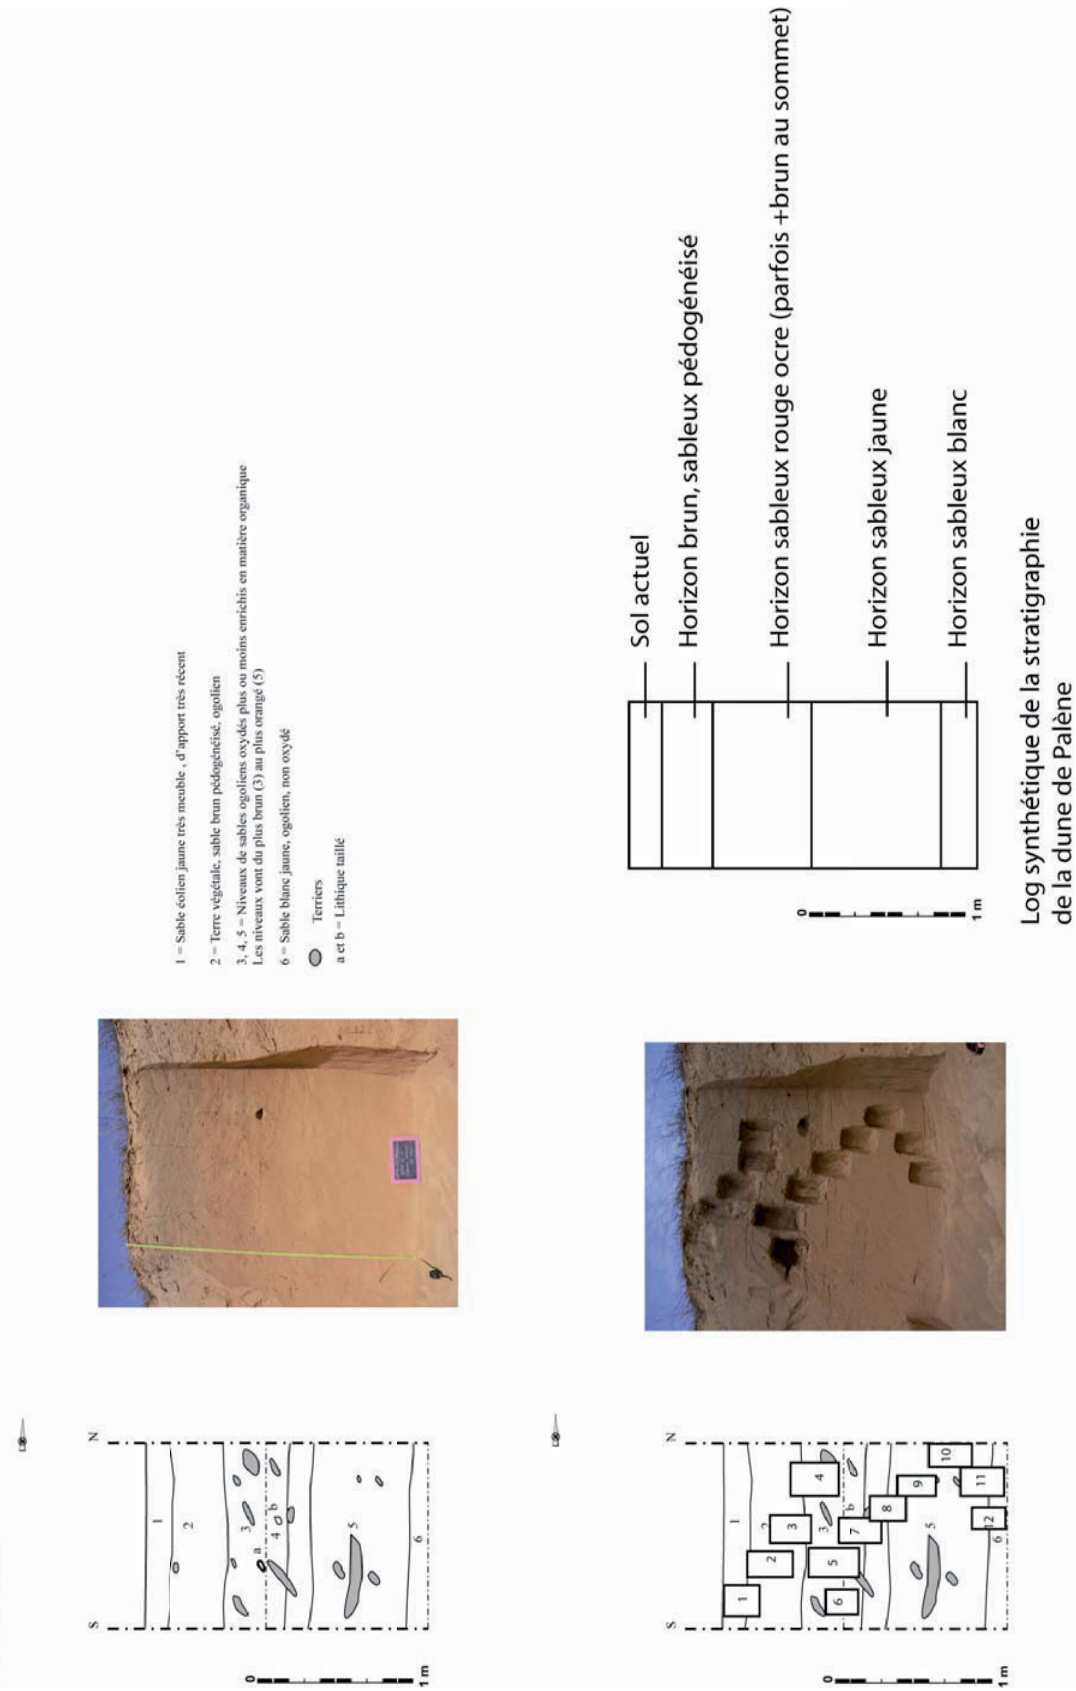 S
N
1
2
3
a
4
b
5
6
0
1 m
1 = Sable éolien jaune très meuble , d'apport très récent
2 = Terre végétale, sable brun pédogénéisé, ogolien
3, 4, 5 = Niveaux de sables ogoliens oxydés plus ou moins enrichis en matière organique
Les niveaux vont du plus brun (3) au plus orangé (5)
6 = Sable blanc jaune, ogolien, non oxydé
Terriers
a et b = Lithique taillé
S
N
1
2
3
b
5
6
1
2
3
4
5
6
7
8
9
10
11
12
0
1 m
Sol actuel
Horizon brun, sableux pédogénéisé
Horizon sableux rouge ocre (parfois +brun au sommet)
Horizon sableux jaune
Horizon sableux blanc
0
1 m
Log synthétique de la stratigraphie
de la dune de Palène